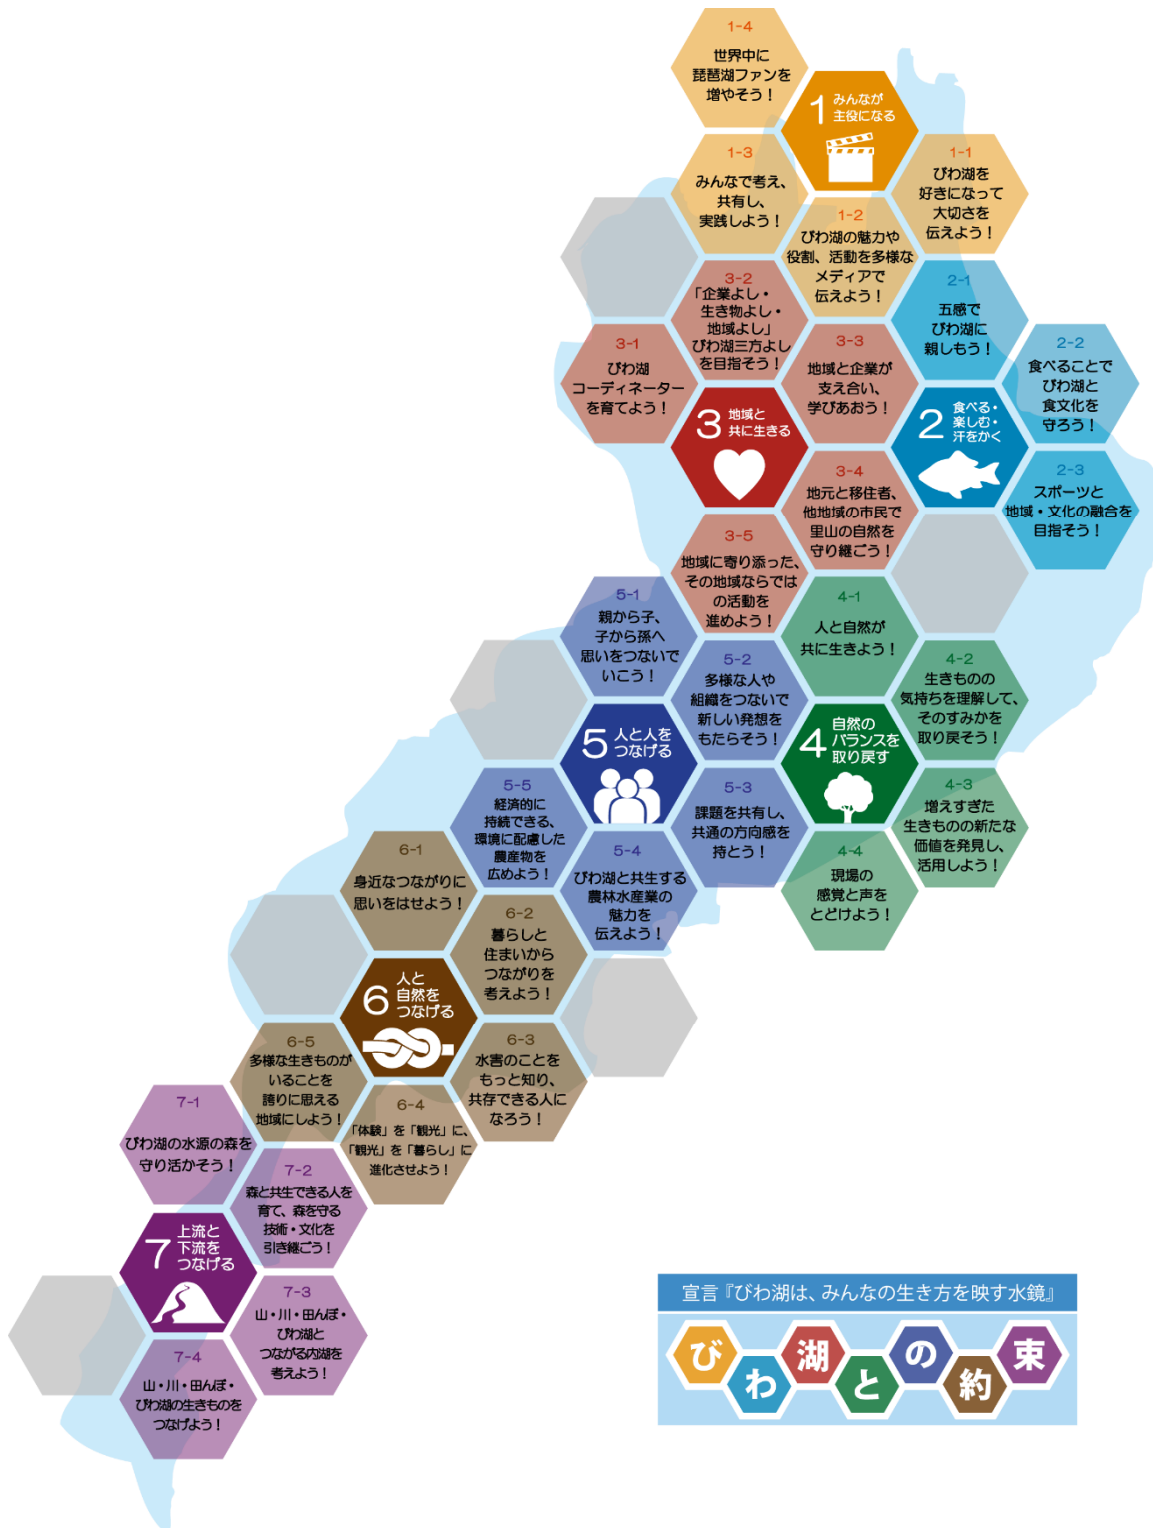 1-4
世界中に
琵琶湖ファンを
増やそう！
1 みんなが
主役になる
1-3
みんなで考え、
共有し、
実践しよう！
1-1
びわ湖を
好きになって
大切さを
伝えよう！
1-2
びわ湖の魅力や
役割、活動を多様な
メディアで
伝えよう！
3-2
「企業よし・
生き物よし・
地域よし」
びわ湖三方よし
を目指そう！
2-1
五感で
びわ湖に
親しもう！
3-1
びわ湖
コーディネーター
を育てよう！
3-3
地域と企業が
支え合い、
学びあおう！
2-2
食べることで
びわ湖と
食文化を
守ろう！
3 地域と
共に生きる
2 食べる・
楽しむ・
汗をかく
3-4
地元と移住者、
他地域の市民で
里山の自然を
守り継ごう！
2-3
スポーツと
地域・文化の融合を
目指そう！
3-5
地域に寄り添った、
その地域ならでは
の活動を
進めよう！
5-1
親から子、
子から孫へ
思いをつないで
いこう！
4-1
人と自然が
共に生きよう！
5-2
多様な人や
組織をつないで
新しい発想を
もたらそう！
4-2
生きものの
気持ちを理解して、
そのすみかを
取り戻そう！
5 人と人を
つなげる
4 自然の
バランスを
取り戻す
5-5
経済的に
持続できる、
環境に配慮した
農産物を
広めよう！
5-3
課題を共有し、
共通の方向感を
持とう！
4-3
増えすぎた
生きものの新たな
価値を発見し、
活用しよう！
6-1
身近なつながりに
思いをはせよう！
5-4
びわ湖と共生する
農林水産業の
魅力を
伝えよう！
4-4
現場の
感覚と声を
とどけよう！
6-2
暮らしと
住まいから
つながりを
考えよう！
6 人と
自然を
つなげる
6-5
多様な生きものが
いることを
誇りに思える
地域にしよう！
6-3
水害のことを
もっと知り、
共存できる人に
なろう！
7-1
びわ湖の水源の森を
守り活かそう！
6-4
「体験」を「観光」に、
「観光」を「暮らし」に
進化させよう！
7-2
森と共生できる人を
育て、森を守る
技術・文化を
引き継ごう！
7 上流と
下流を
つなげる
7-3
山・川・田んぼ・
びわ湖と
つながる内湖を
考えよう！
7-4
山・川・田んぼ・
びわ湖の生きものを
つなげよう！
宣言『びわ湖は、みんなの生き方を映す水鏡』
びわ湖との約束